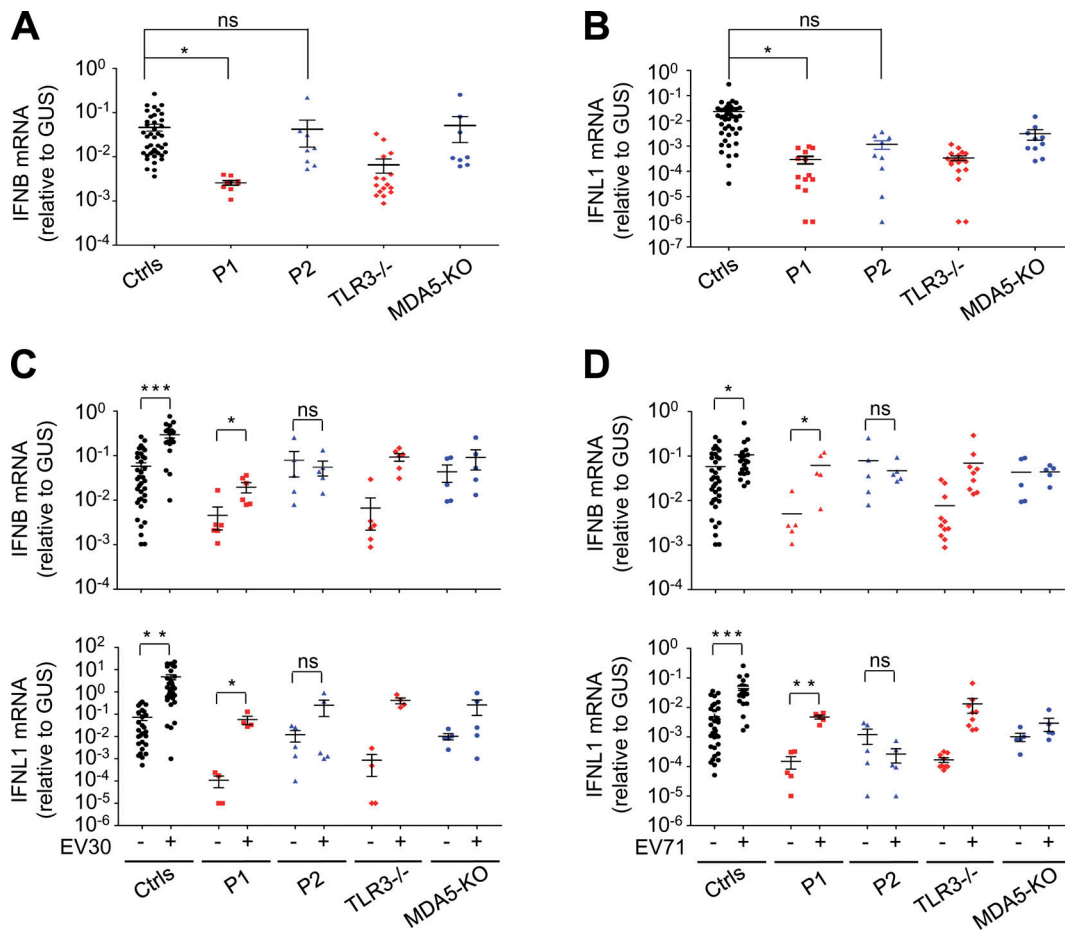 A
ns
*
IFNB mRNA
(relative to GUS)
10^0
10^-1
10^-2
10^-3
10^-4
Ctrls
P1
P2
TLR3-/-
MDA5-KO
B
ns
*
IFNL1 mRNA
(relative to GUS)
10^0
10^-1
10^-2
10^-3
10^-4
10^-5
10^-6
10^-7
Ctrls
P1
P2
TLR3-/-
MDA5-KO
C
***
*
ns
IFNB mRNA
(relative to GUS)
10^0
10^-1
10^-2
10^-3
10^-4
**
*
ns
IFNL1 mRNA
(relative to GUS)
10^2
10^1
10^0
10^-1
10^-2
10^-3
10^-4
10^-5
10^-6
EV30 - + - + - + - + - +
Ctrls
P1
P2
TLR3-/-
MDA5-KO
D
*
*
ns
IFNB mRNA
(relative to GUS)
10^0
10^-1
10^-2
10^-3
10^-4
***
**
ns
IFNL1 mRNA
(relative to GUS)
10^0
10^-1
10^-2
10^-3
10^-4
10^-5
10^-6
EV71 - + - + - + - + - +
Ctrls
P1
P2
TLR3-/-
MDA5-KO